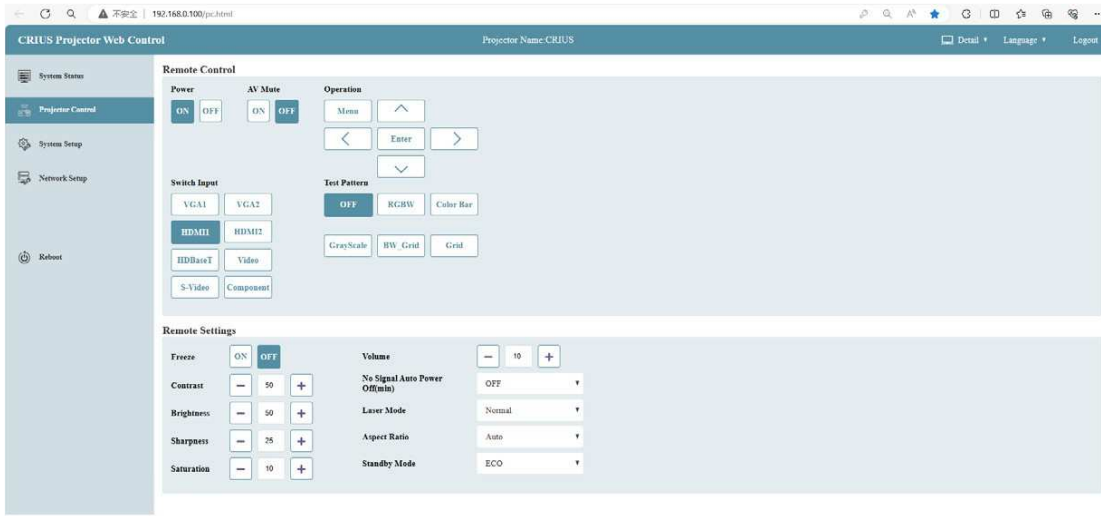 不安全 192.168.0.100/pc.html
CRIUS Projector Web Control Projector Name:CRIUS Detail Language Logout
System Status
Projector Control
System Setup
Network Setup
Reboot
Remote Control
Power AV Mute Operation
ON OFF ON OFF Menu
Enter
Switch Input Test Pattern
VGA1 VGA2 OFF RGBW Color Bar
HDMI1 HDMI2
GrayScale BW_Grid Grid
HDBaseT Video
S-Video Component
Remote Settings
Freeze ON OFF Volume − 10 +
Contrast − 50 + No Signal Auto Power
Off(min) OFF
Brightness − 50 + Laser Mode Normal
Sharpness − 25 + Aspect Ratio Auto
Saturation − 10 + Standby Mode ECO